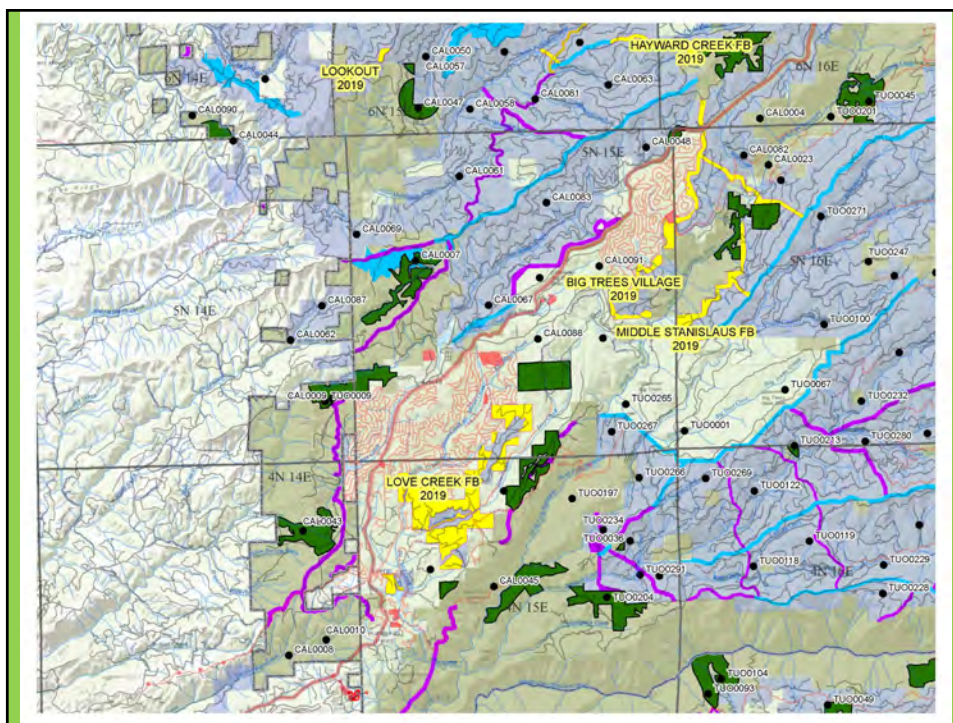 CAL0050
HAYWARD CREEK FB
2019
6N 14E
LOOKOUT
2019
CAL0057
6N 16E
CAL0063
CAL0090
6N 15E
CAL0047
CAL0058
CAL0081
TUO0045
TUO0201
CAL0004
CAL0044
5N 15E
CAL0048
CAL0082
CAL0023
CAL0061
CAL0083
TUO0271
CAL0069
CAL0007
CAL0091
TUO0247
5N 16E
BIG TREES VILLAGE
2019
5N 14E
CAL0087
CAL0067
CAL0062
CAL0088
MIDDLE STANISLAUS FB
2019
TUO0100
TUO0067
CAL0009
TUO0009
TUO0265
TUO0232
TUO0267
TUO0001
TUO0213
TUO0280
4N 14E
LOVE CREEK FB
2019
TUO0266
TUO0269
TUO0197
TUO0122
CAL0043
TUO0234
TUO0036
TUO0119
TUO0118
4N 16E
TUO0291
TUO0229
CAL0045
4N 15E
TUO0204
TUO0228
CAL0010
CAL0008
TUO0104
TUO0093
TUO0049